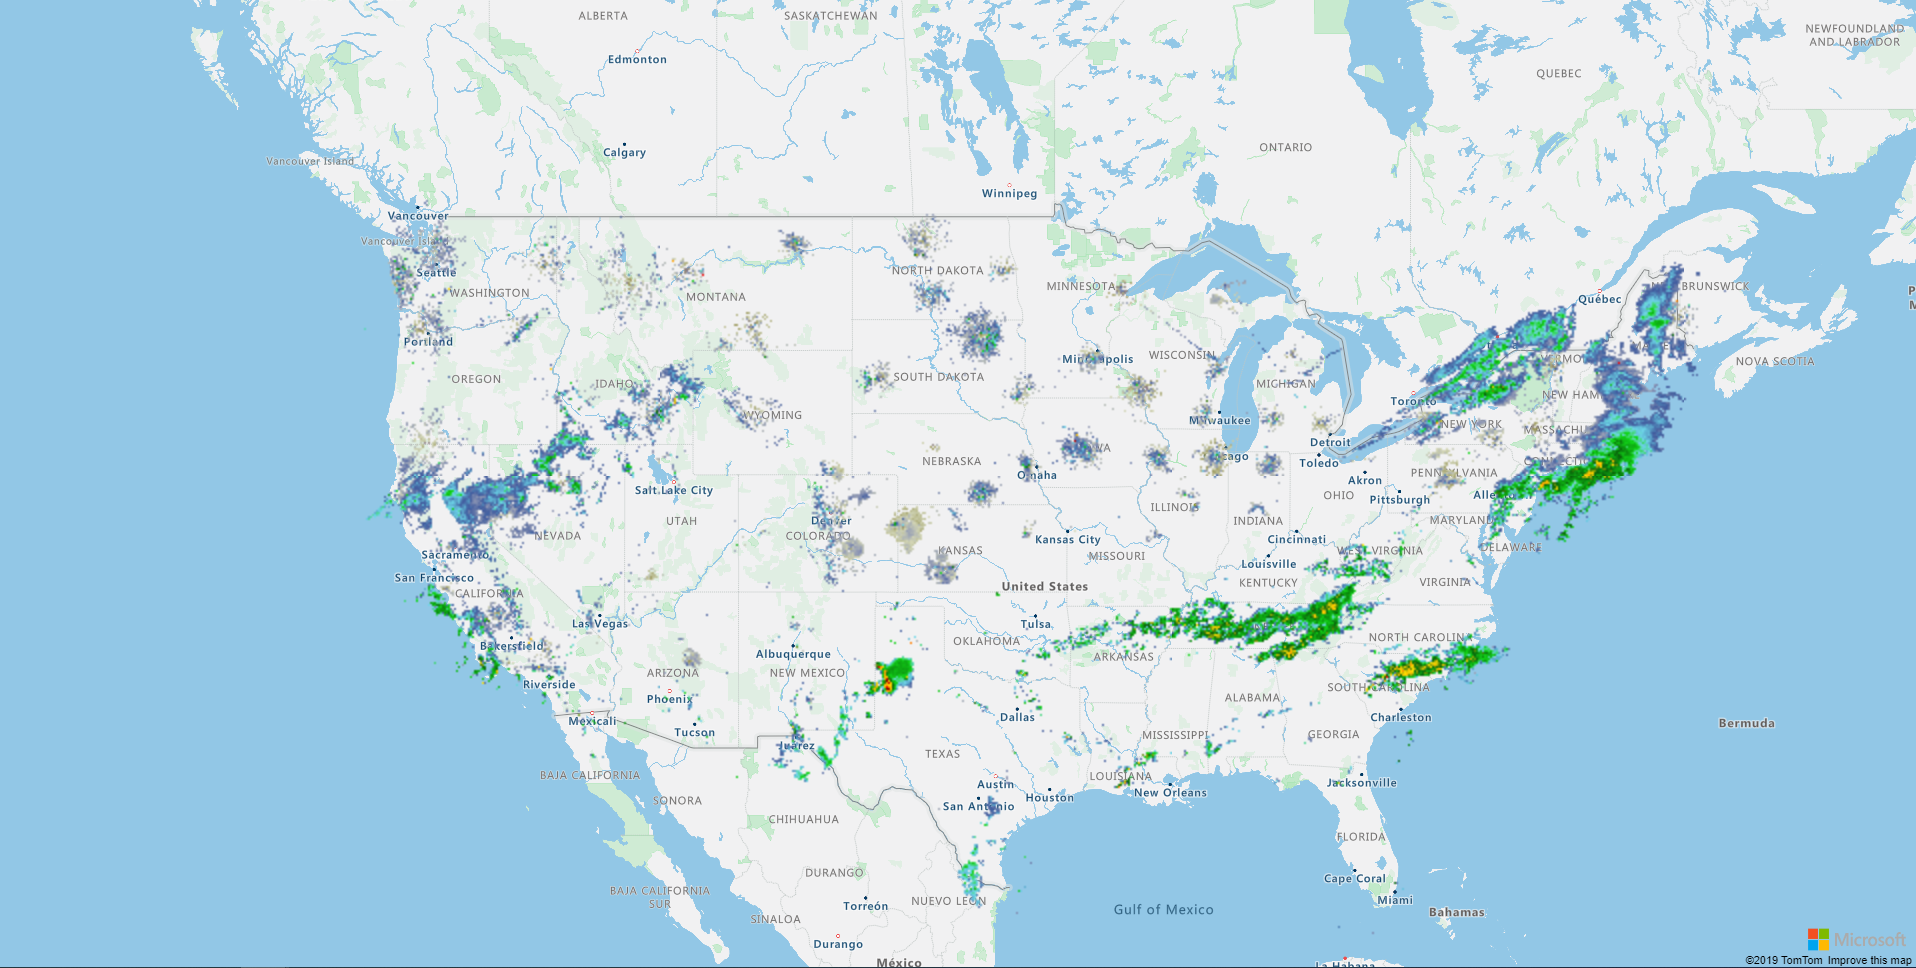 ALBERTA
SASKATCHEWAN
NEWFOUNDLAND
AND LABRADOR
Edmonton
QUEBEC
ONTARIO
Calgary
Vancouver Island
Winnipeg
Vancouver
Seattle
WASHINGTON
NORTH DAKOTA
MINNESOTA
MONTANA
Québec
BRUNSWICK
Portland
Minneapolis
WISCONSIN
VERMO
NOVA SCOTIA
OREGON
IDAHO
SOUTH DAKOTA
MICHIGAN
Toronto
NEW HAM
WYOMING
Milwaukee
NEW YORK
MASSACHU
Detroit
NEBRASKA
Toledo
CONNECTIC
PENNSYLVANIA
Omaha
Akron
Salt Lake City
OHIO
Pittsburgh
ILLINOIS
INDIANA
MARYLAND
UTAH
Denver
COLORADO
NEVADA
KANSAS
Kansas City
MISSOURI
Cincinnati
DELAWARE
WEST VIRGINIA
Sacramento
San Francisco
Louisville
KENTUCKY
VIRGINIA
CALIFORNIA
United States
Las Vegas
Tulsa
OKLAHOMA
NORTH CAROLIN
Bakersfield
Albuquerque
ARKANSAS
ARIZONA
NEW MEXICO
Riverside
SOUTH CAROLINA
Phoenix
ALABAMA
Dallas
Charleston
Mexicali
Bermuda
Tucson
MISSISSIPPI
GEORGIA
Juárez
TEXAS
BAJA CALIFORNIA
LOUISIANA
Austin
Jacksonville
New Orleans
SONORA
San Antonio
Houston
CHIHUAHUA
FLORIDA
DURANGO
Cape Coral
BAJA CALIFORNIA
SUR
NUEVO LEÓN
Miami
Torreón
Gulf of Mexico
Bahamas
SINALOA
Durango
Microsoft
México
La Habana
©2019 TomTom Improve this map